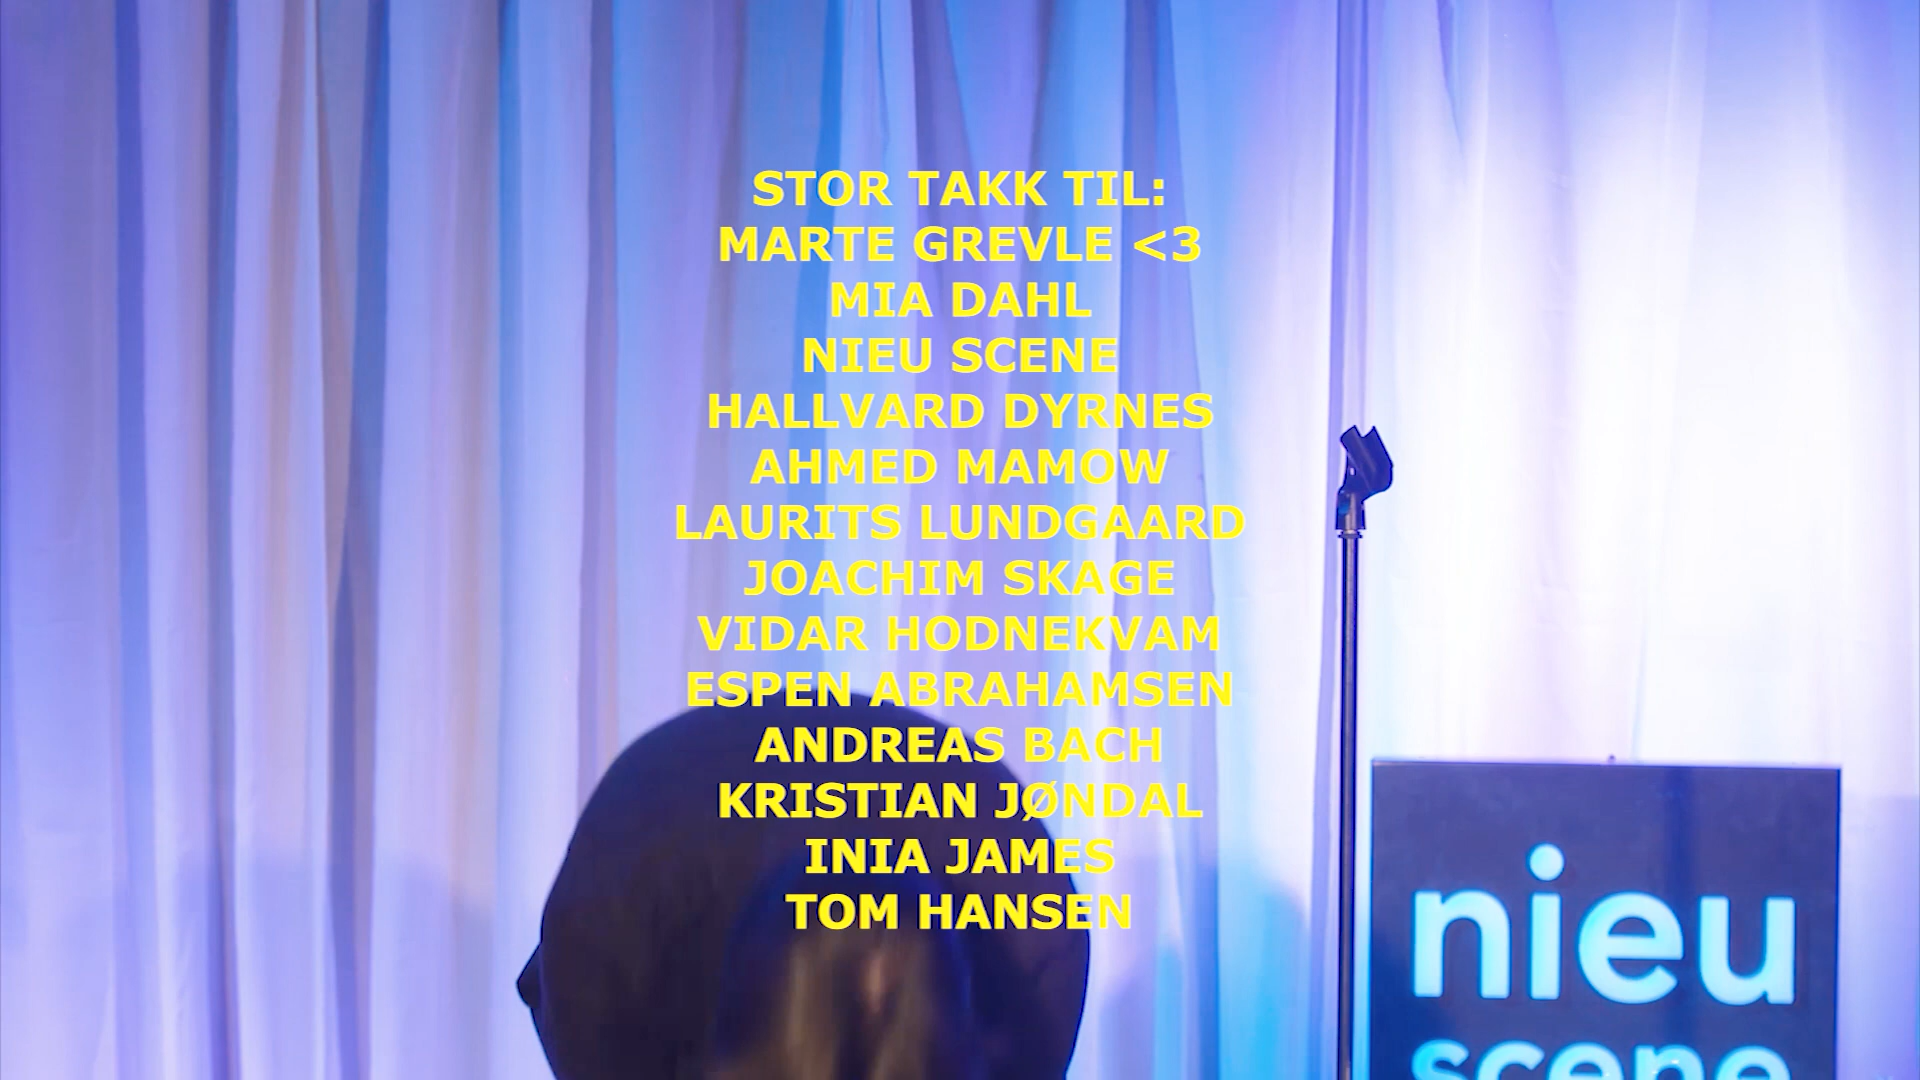 STOR TAKK TIL:
MARTE GREVLE <3
MIA DAHL
NIEU SCENE
HALLVARD DYRNES
AHMED MAMOW
LAURITS LUNDGAARD
JOACHIM SKAGE
VIDAR HODNEKVAM
ESPEN ABRAHAMSEN
ANDREAS BACH
KRISTIAN JØNDAL
INIA JAMES
TOM HANSEN
nieu
scene